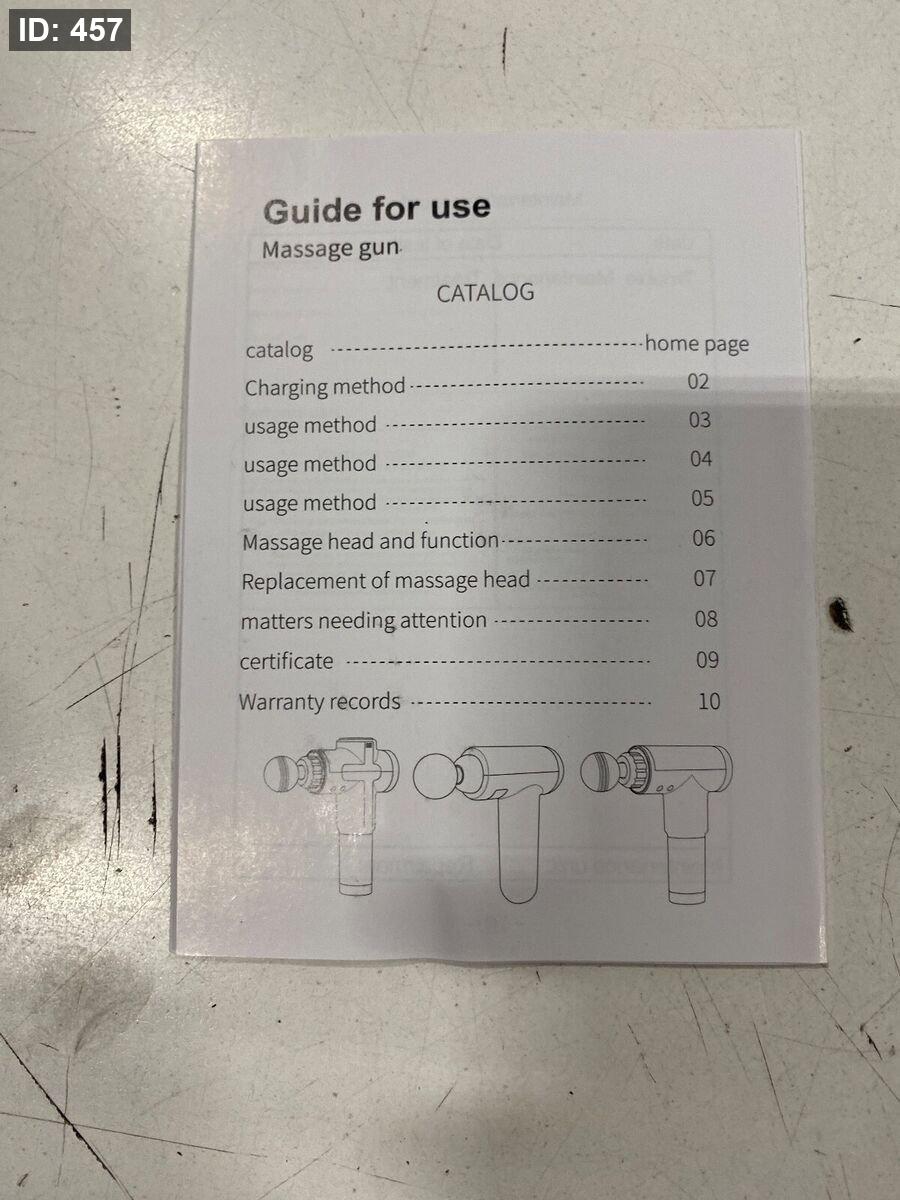 ID: 457
Guide for use
Massage gun
CATALOG
catalog ---------------------------------- home page
Charging method -------------------------- 02
usage method ----------------------------- 03
usage method ----------------------------- 04
usage method ----------------------------- 05
Massage head and function ---------------- 06
Replacement of massage head ------------ 07
matters needing attention ---------------- 08
certificate ---------------------------------- 09
Warranty records -------------------------- 10